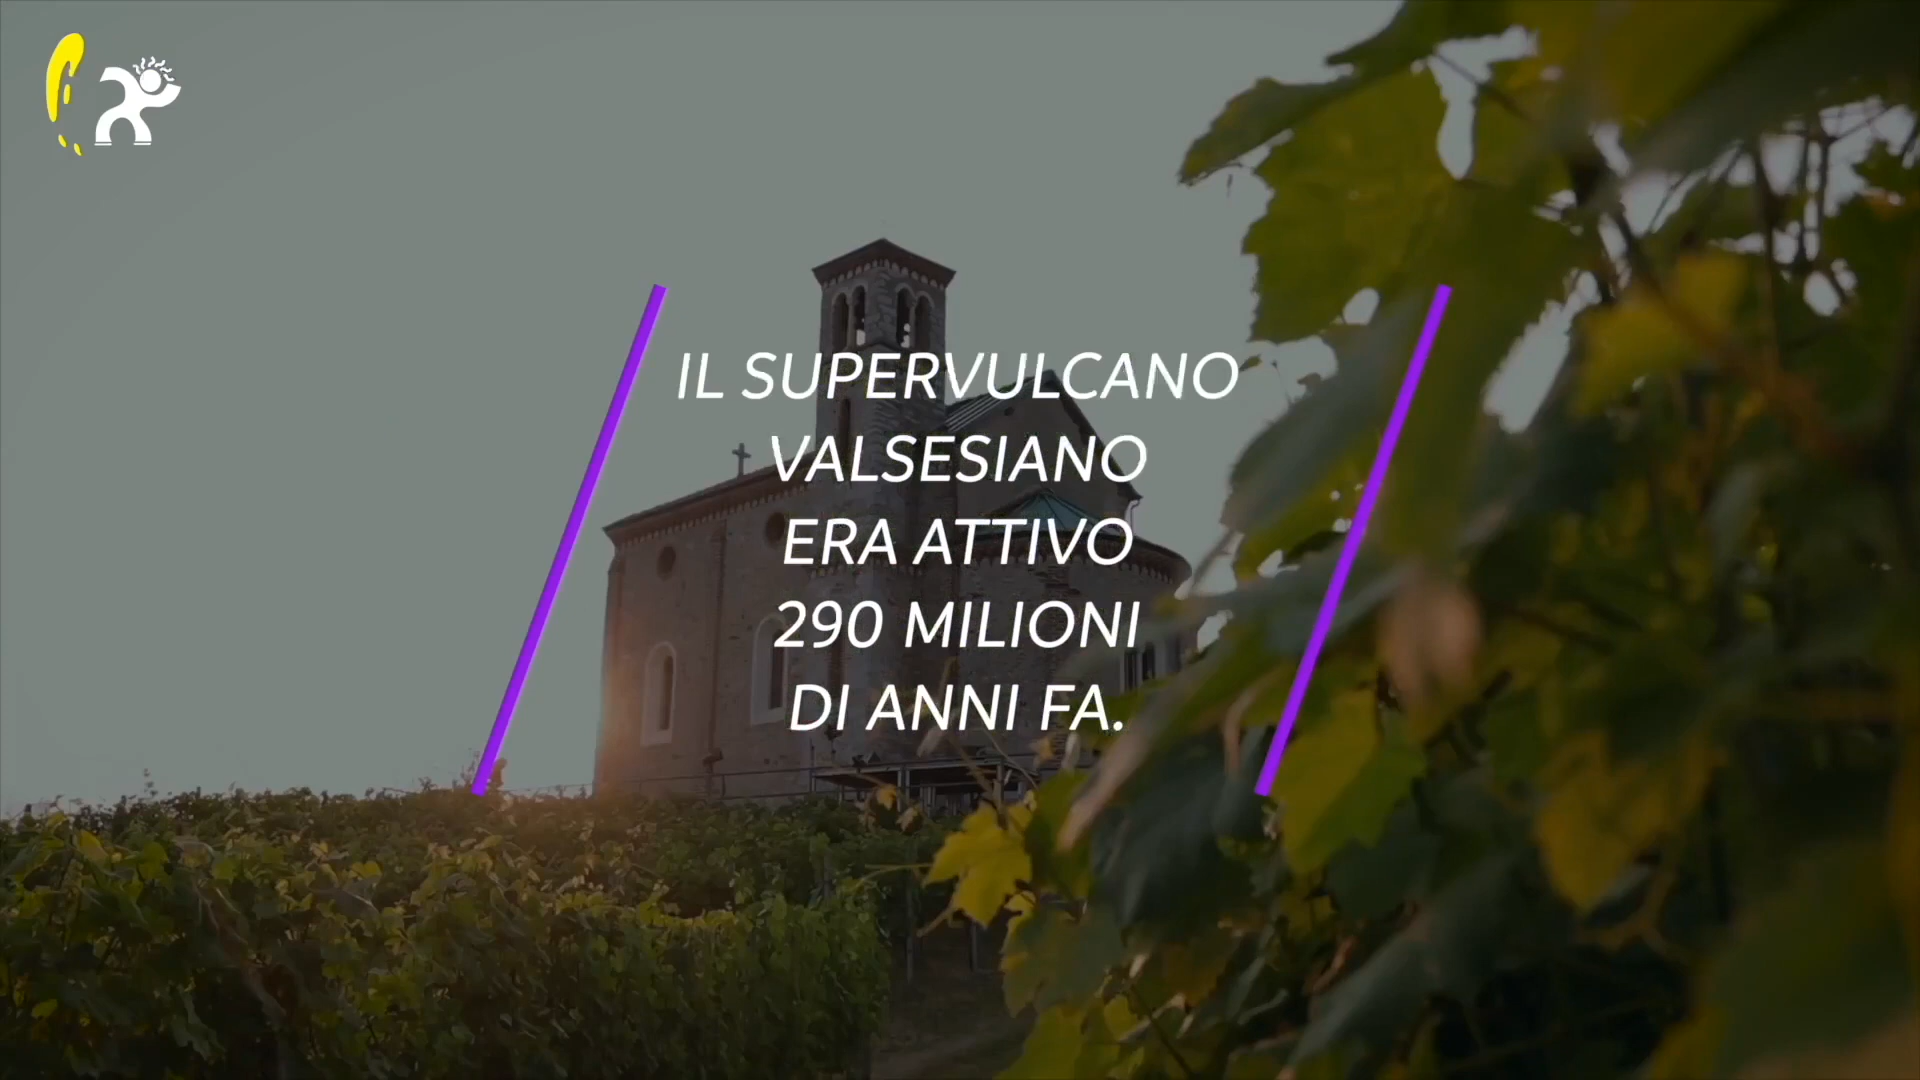 IL SUPERVULCANO
VALSESIANO
ERA ATTIVO
290 MILIONI
DI ANNI FA.